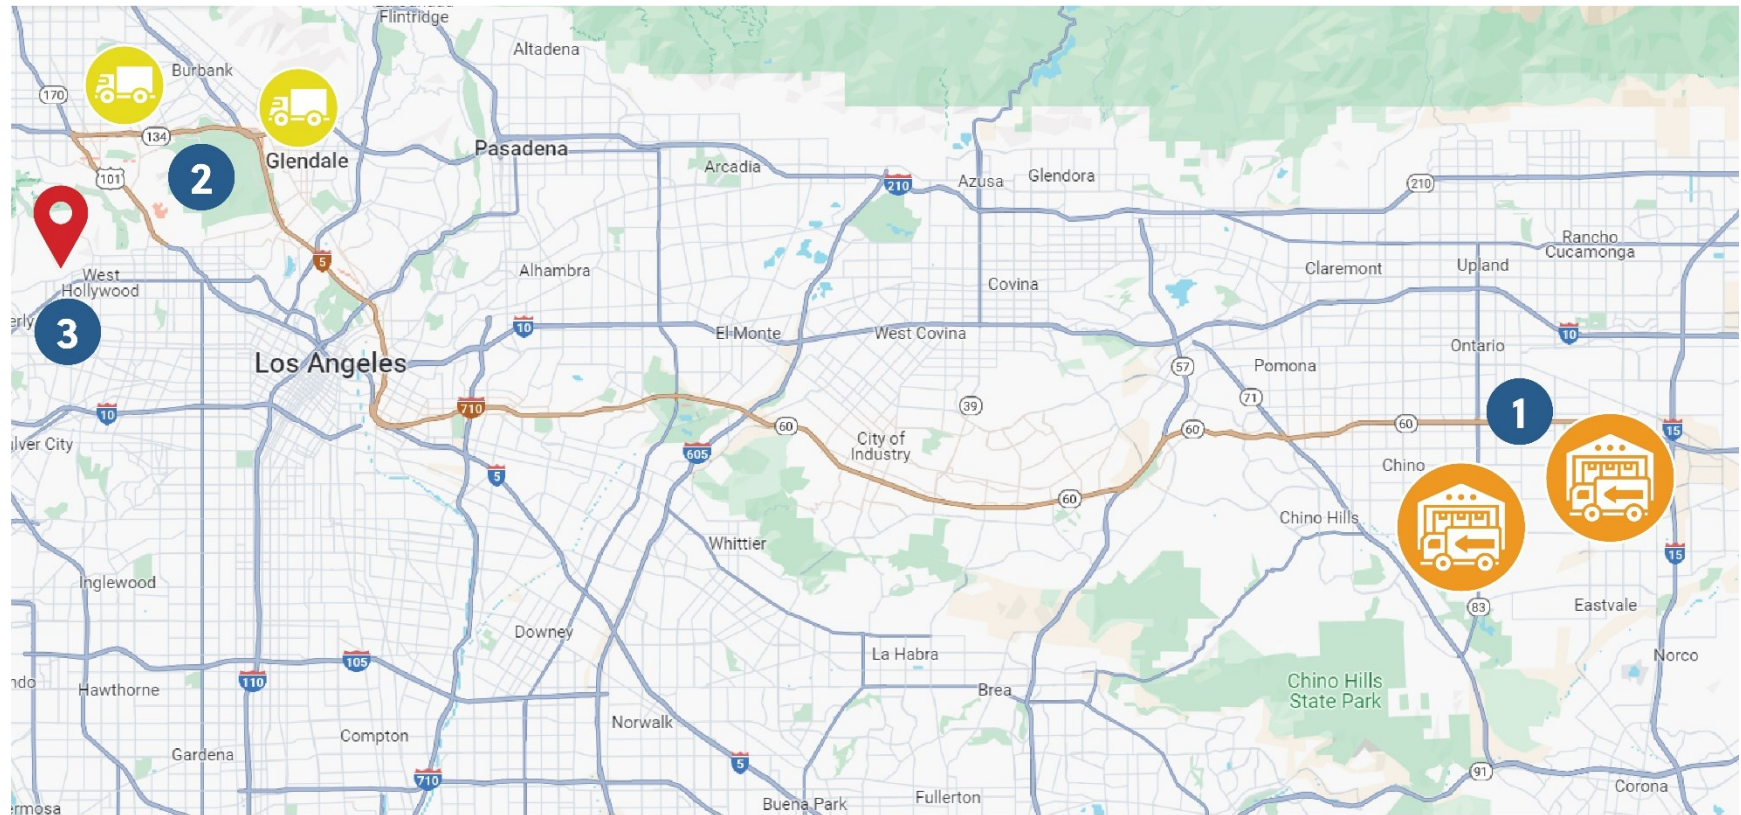 Flintridge
Altadena
Burbank
170
134
Glendale
Pasadena
Arcadia
210
Azusa
Glendora
210
101
2
Rancho
Cucamonga
5
West
Hollywood
Alhambra
Covina
Claremont
Upland
3
10
El Monte
West Covina
10
Ontario
Los Angeles
57
Pomona
71
10
710
60
39
60
60
1
15
City of
Industry
605
5
60
Chino
Chino Hills
Whittier
15
Inglewood
83
Eastvale
Downey
La Habra
Norco
105
110
Hawthorne
Brea
Chino Hills
State Park
Norwalk
Compton
Gardena
5
710
91
Corona
Buena Park
Fullerton